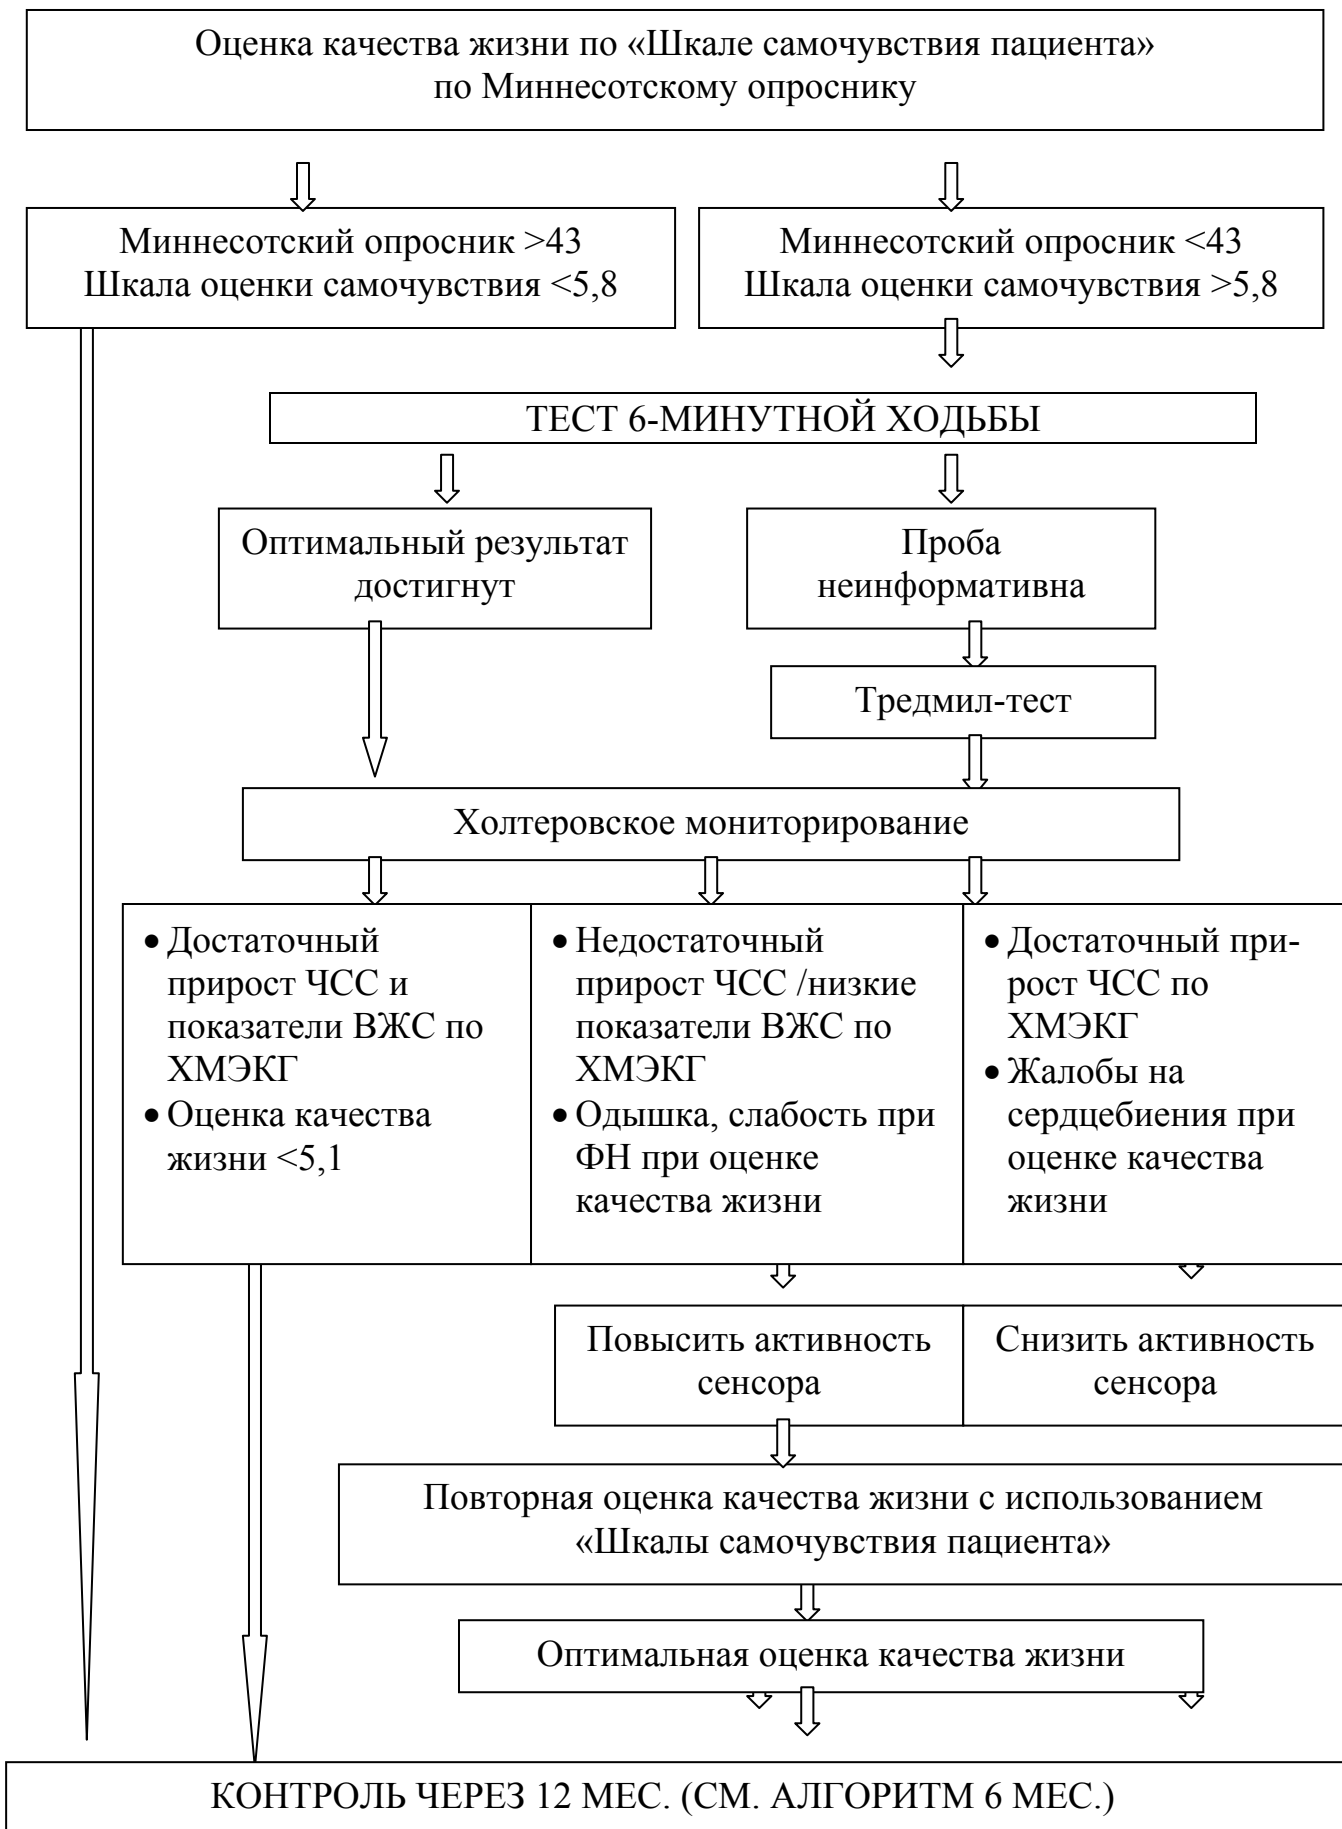 Оценка качества жизни по «Шкале самочувствия пациента»
по Миннесотскому опроснику
Миннесотский опросник >43
Шкала оценки самочувствия <5,8
Миннесотский опросник <43
Шкала оценки самочувствия >5,8
ТЕСТ 6-МИНУТНОЙ ХОДЬБЫ
Оптимальный результат
достигнут
Проба
неинформативна
Тредмил-тест
Холтеровское мониторирование
• Достаточный
прирост ЧСС и
показатели ВЖС по
ХМЭКГ
• Оценка качества
жизни <5,1
• Недостаточный
прирост ЧСС /низкие
показатели ВЖС по
ХМЭКГ
• Одышка, слабость при
ФН при оценке
качества жизни
• Достаточный при-
рост ЧСС по
ХМЭКГ
• Жалобы на
сердцебиения при
оценке качества
жизни
Повысить активность
сенсора
Снизить активность
сенсора
Повторная оценка качества жизни с использованием
«Шкалы самочувствия пациента»
Оптимальная оценка качества жизни
КОНТРОЛЬ ЧЕРЕЗ 12 МЕС. (СМ. АЛГОРИТМ 6 МЕС.)